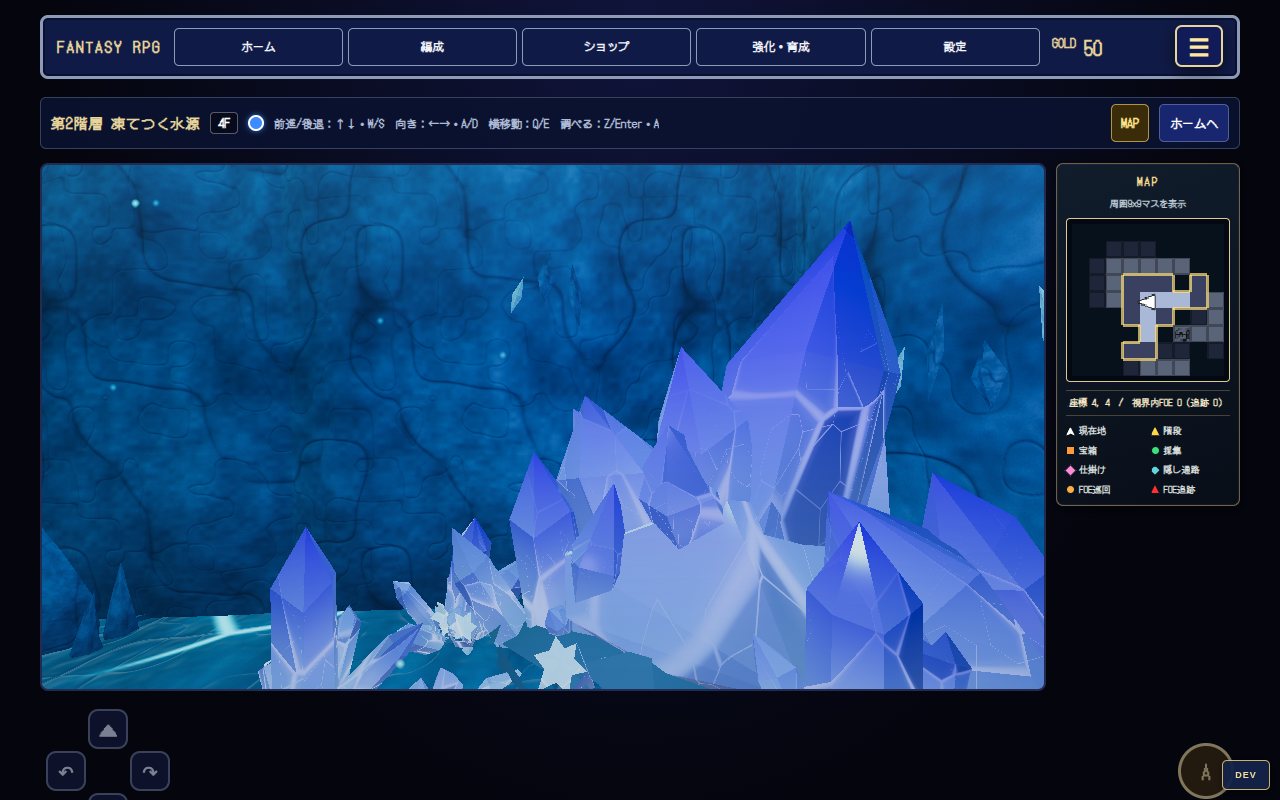 FANTASY RPG
ホーム
編成
ショップ
強化・育成
設定
GOLD 50
第2階層 凍てつく水源
4F
前進/後退：↑↓・W/S 向き：←→・A/D 横移動：Q/E 調べる：Z/Enter・A
MAP
ホームへ
MAP
周囲9x9マスを表示
座標 4, 4 / 視界内FOE 0（追跡 0）
現在地
階段
宝箱
採集
仕掛け
隠し通路
FOE巡回
FOE追跡
A
DEV